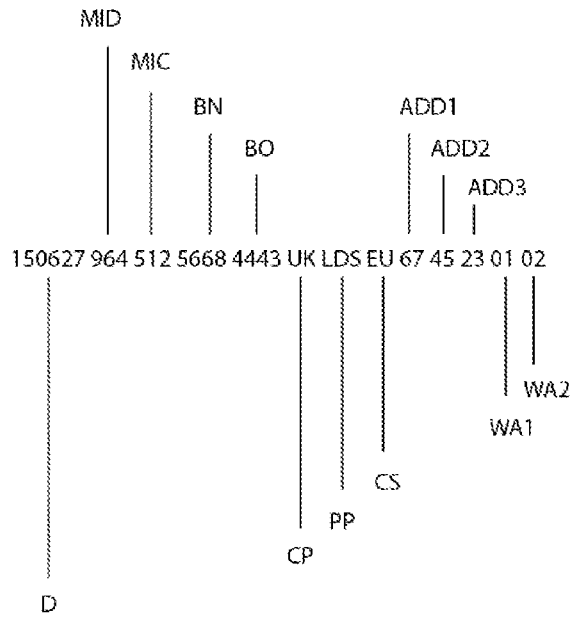 MID
MIC
BN
ADD1
BO
ADD2
ADD3
150627 964 512 5668 4443 UK LDS EU 67 45 23 01 02
WA2
WA1
CS
PP
CP
D